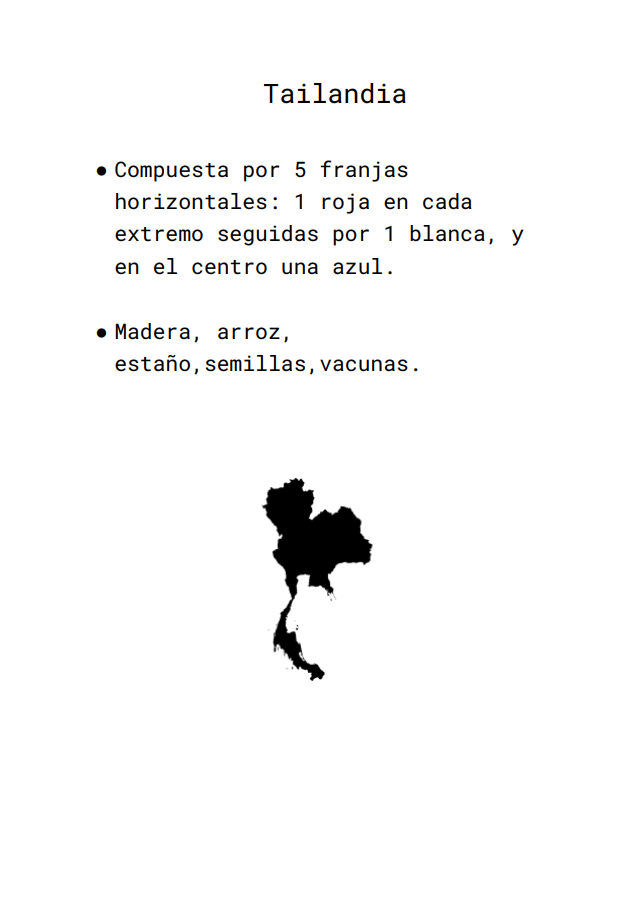 Tailandia
● Compuesta por 5 franjas
horizontales: 1 roja en cada
extremo seguidas por 1 blanca, y
en el centro una azul.
● Madera, arroz,
estaño,semillas,vacunas.